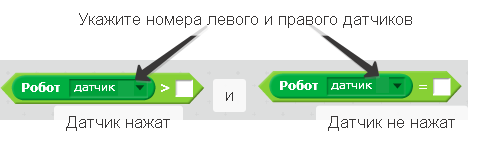 Укажите номера левого и правого датчиков
Робот датчик > и Робот датчик =
Датчик нажат Датчик не нажат